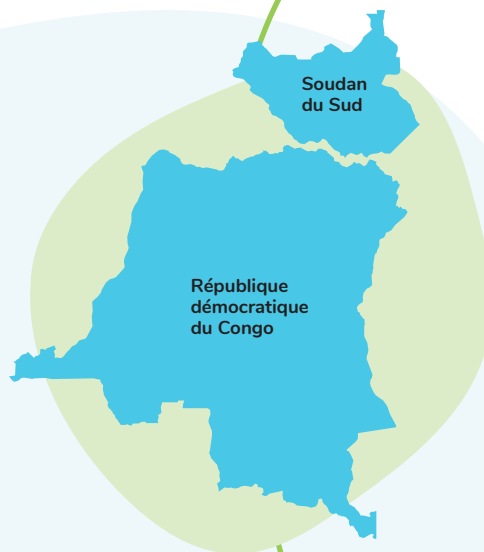 Soudan
du Sud
République
démocratique
du Congo